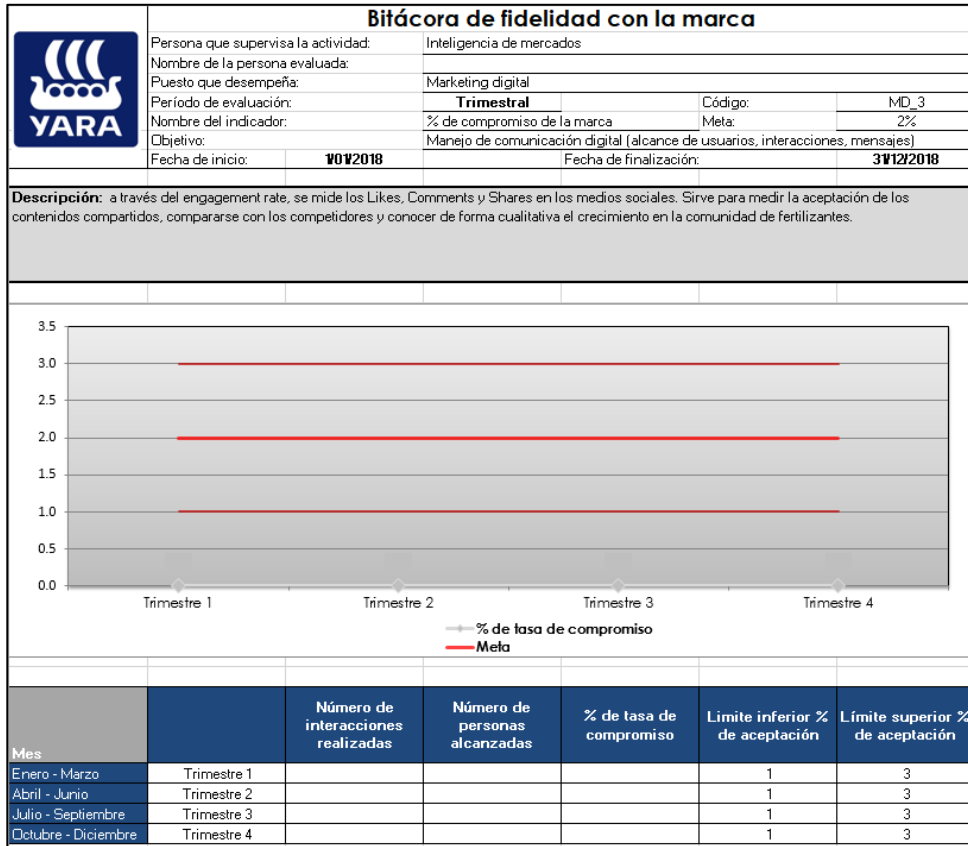 Bitácora de fidelidad con la marca
YARA
Persona que supervisa la actividad: Inteligencia de mercados
Nombre de la persona evaluada:
Puesto que desempeña: Marketing digital
Período de evaluación: Trimestral Código: MD_3
Nombre del indicador: % de compromiso de la marca Meta: 2%
Objetivo: Manejo de comunicación digital (alcance de usuarios, interacciones, mensajes)
Fecha de inicio: 1/01/2018 Fecha de finalización: 31/12/2018
Descripción: a través del engagement rate, se mide los Likes, Comments y Shares en los medios sociales. Sirve para medir la aceptación de los
contenidos compartidos, compararse con los competidores y conocer de forma cualitativa el crecimiento en la comunidad de fertilizantes.
3.5
3.0
2.5
2.0
1.5
1.0
0.5
0.0
Trimestre 1 Trimestre 2 Trimestre 3 Trimestre 4
% de tasa de compromiso
Meta
Mes Número de interacciones realizadas Número de personas alcanzadas % de tasa de compromiso Limite inferior % de aceptación Límite superior % de aceptación
Enero - Marzo Trimestre 1 1 3
Abril - Junio Trimestre 2 1 3
Julio - Septiembre Trimestre 3 1 3
Octubre - Diciembre Trimestre 4 1 3